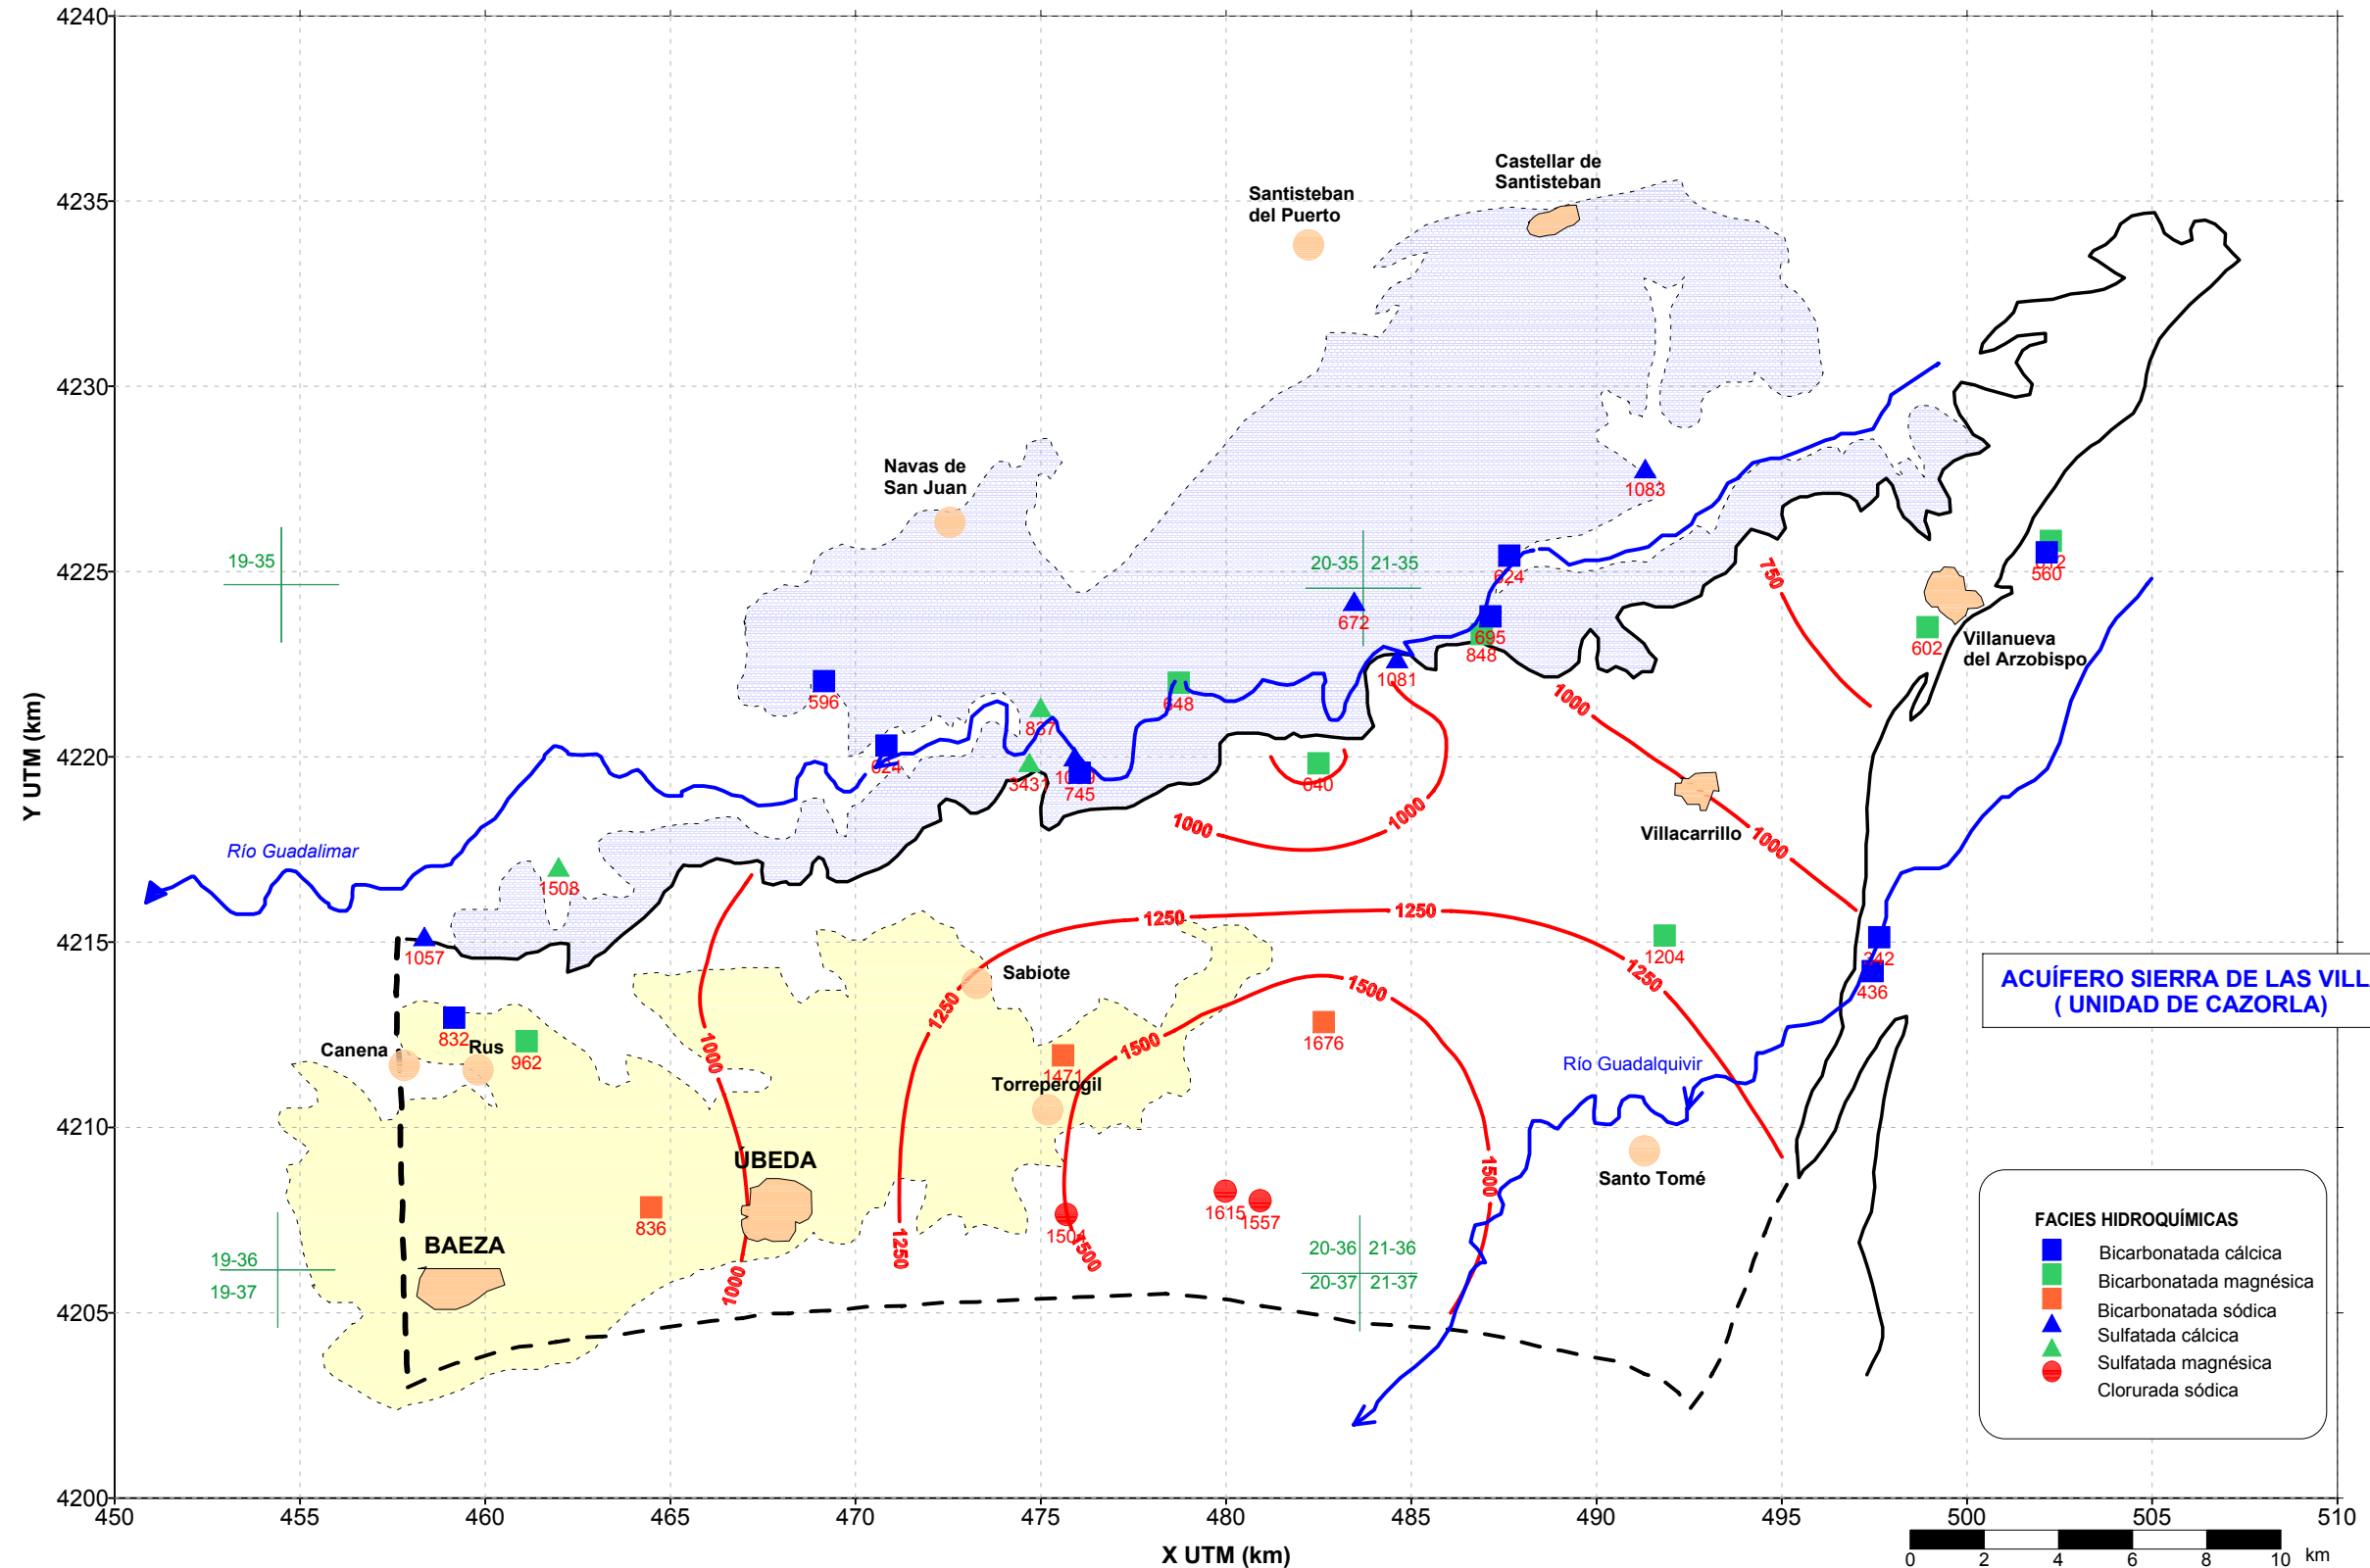 4240
4235
4230
4225
4220
4215
4210
4205
4200
Y UTM (km)
450
455
460
465
470
475
480
485
490
495
500
505
510
X UTM (km)
0
2
4
6
8
10
km
Castellar de
Santisteban
Santisteban
del Puerto
Navas de
San Juan
19-35
20-35
21-35
1083
624
672
695
848
1081
750
560
602
Villanueva
del Arzobispo
596
648
837
624
3431
745
640
1000
1000
1000
1000
Villacarrillo
Río Guadalimar
1508
1057
1250
1250
1204
1250
342
436
ACUÍFERO SIERRA DE LAS VILL
( UNIDAD DE CAZORLA)
Sabiote
1500
1250
832
Rus
Canena
962
1000
1500
1471
1676
Torreperogil
Río Guadalquivir
ÚBEDA
Santo Tomé
1500
836
1615
1557
1504
1500
1250
BAEZA
1000
19-36
19-37
20-36
21-36
20-37
21-37
FACIES HIDROQUÍMICAS
Bicarbonatada cálcica
Bicarbonatada magnésica
Bicarbonatada sódica
Sulfatada cálcica
Sulfatada magnésica
Clorurada sódica